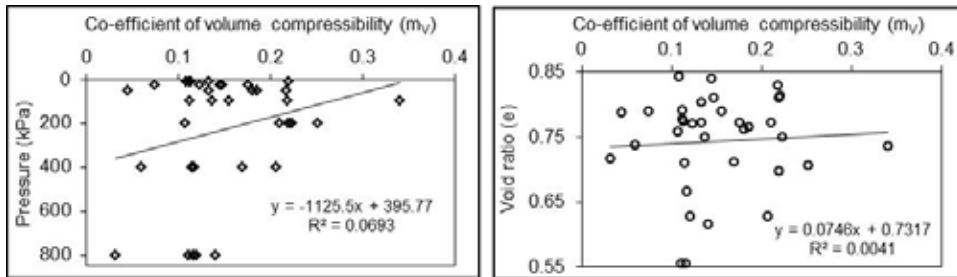 Co-efficient of volume compressibility (mV)
0 0.1 0.2 0.3 0.4
0
200
400
600
800
Pressure (kPa)
y = -1125.5x + 395.77
R² = 0.0693
Co-efficient of volume compressibility (mV)
0 0.1 0.2 0.3 0.4
0.85
0.75
0.65
0.55
Void ratio (e)
y = 0.0746x + 0.7317
R² = 0.0041